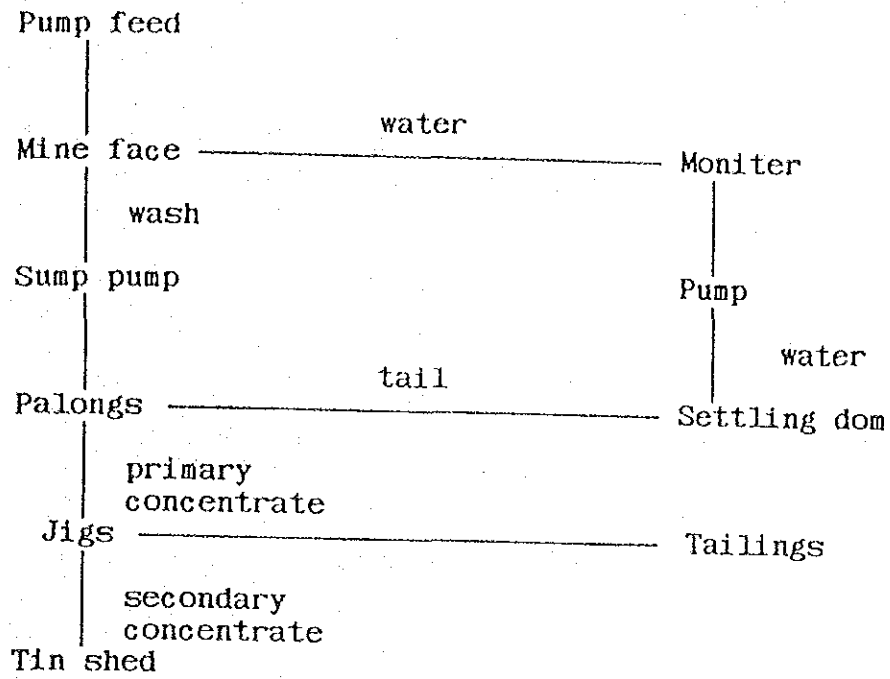 Pump feed
water
Mine face
Moniter
wash
Sump pump
Pump
water
tail
Palongs
Settling dom
primary
concentrate
Jigs
Tailings
secondary
concentrate
Tin shed